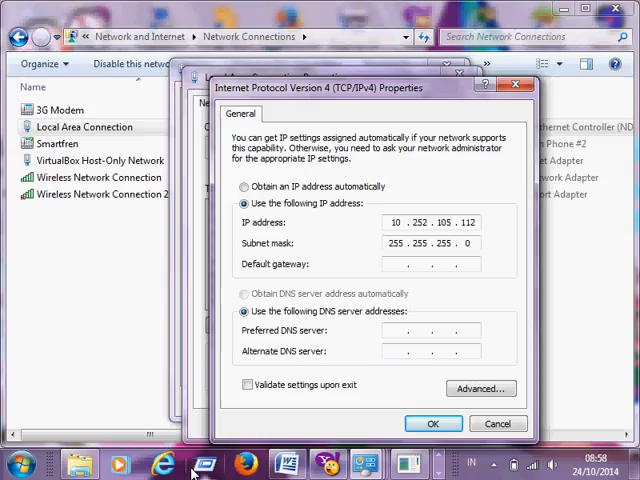 Network and Internet ▸ Network Connections ▸
Search Network Connections
Organize ▾ Disable this netw »
Name
3G Modem
Local Area Connection
Smartfren
VirtualBox Host-Only Network
Wireless Network Connection
Wireless Network Connection 2
Ethernet Controller (ND
n Phone #2
et Adapter
ork Adapter
t Adapter
Internet Protocol Version 4 (TCP/IPv4) Properties
General
You can get IP settings assigned automatically if your network supports
this capability. Otherwise, you need to ask your network administrator
for the appropriate IP settings.
Obtain an IP address automatically
Use the following IP address:
IP address: 10 . 252 . 105 . 112
Subnet mask: 255 . 255 . 255 . 0
Default gateway: . . .
Obtain DNS server address automatically
Use the following DNS server addresses:
Preferred DNS server: . . .
Alternate DNS server: . . .
Validate settings upon exit
Advanced...
OK Cancel
IN
08:58
24/10/2014